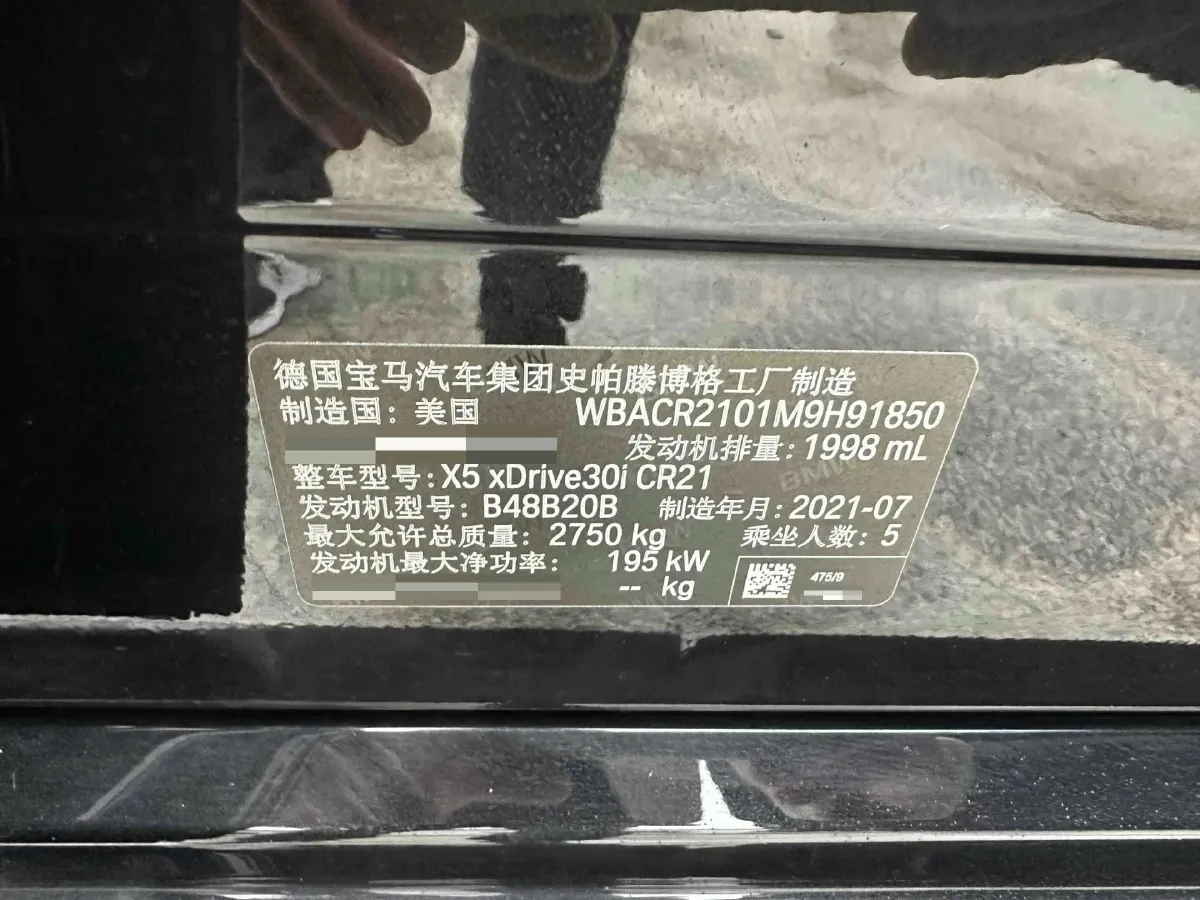 德国宝马汽车集团史帕滕博格工厂制造
制造国：美国 WBACR2101M9H91850
发动机排量：1998 mL
整车型号：X5 xDrive30i CR21
发动机型号：B48B20B 制造年月：2021-07
最大允许总质量：2750 kg 乘坐人数：5
发动机最大净功率：195 kW
-- kg
475/9
BMW